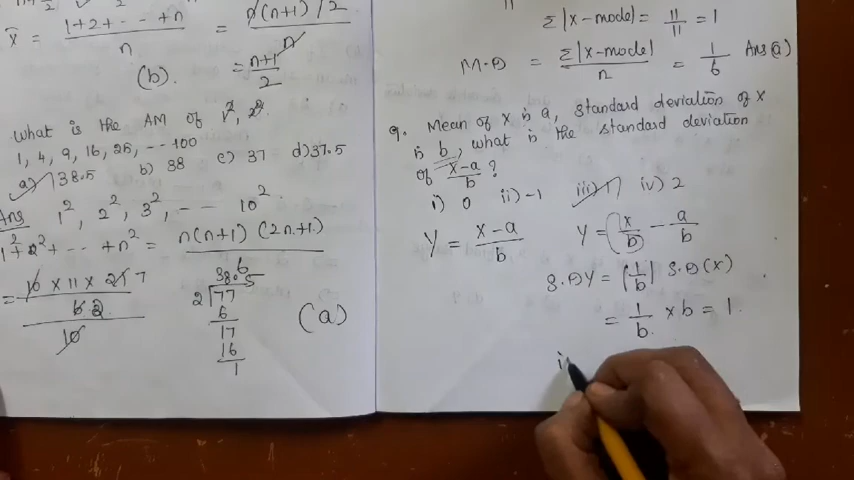 x̄ = 1+2+ - - +n / n = n(n+1)/2 / n
(b). = n+1 / 2
What is the AM of 1², 2²
1, 4, 9, 16, 25, -- 100
a) 38.5 b) 38 c) 37 d) 37.5
Ans 1², 2², 3², - - - 10²
1²+2²+ - - +n² = n(n+1)(2n+1)
= 10 x 11 x 21 7 / 6 2 / 10
38.5
2 77
6
17
16
1
(a)
Σ|x-mode| = 11/11 = 1
M.D = Σ|x-mode| / n = 1/6 Ans(a)
9. Mean of x is a, standard deviation of x
is b, what is the standard deviation
of x-a / b ?
i) 0 ii) -1 iii) 1 iv) 2
Y = x-a / b Y = x/b - a/b
S.D Y = |1/b| S.D(x)
= 1/b. x b = 1.
i